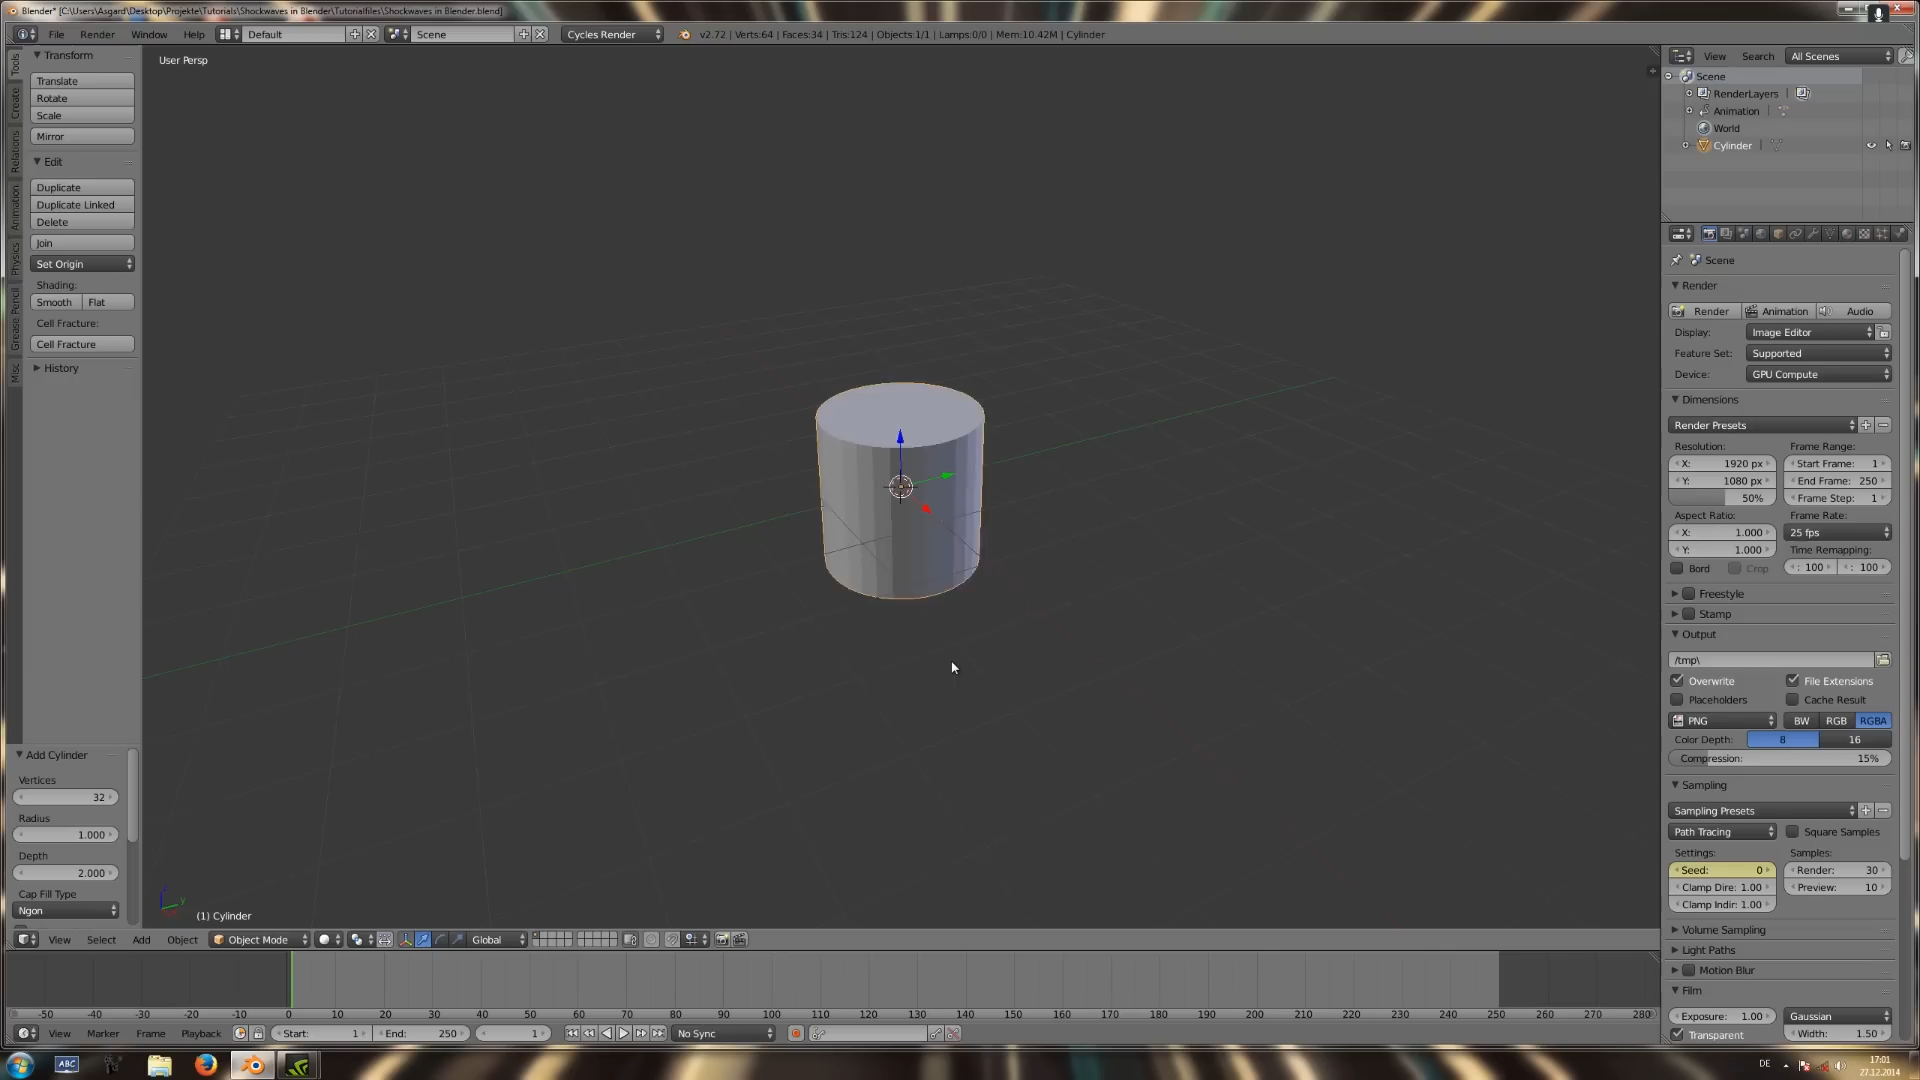 Blender* [C:\Users\Asgard\Desktop\Projekte\Tutorials\Shockwaves in Blender\Tutorialfiles\Shockwaves in Blender.blend]
File Render Window Help Default Scene Cycles Render v2.72 | Verts:64 | Faces:34 | Tris:124 | Objects:1/1 | Lamps:0/0 | Mem:10.42M | Cylinder
Tools
Create
Relations
Animation
Physics
Grease Pencil
Misc
Transform
Translate
Rotate
Scale
Mirror
Edit
Duplicate
Duplicate Linked
Delete
Join
Set Origin
Shading:
Smooth Flat
Cell Fracture:
Cell Fracture
History
Add Cylinder
Vertices
32
Radius
1.000
Depth
2.000
Cap Fill Type
Ngon
User Persp
(1) Cylinder
View Select Add Object Object Mode Global
View Search All Scenes
Scene
RenderLayers
Animation
World
Cylinder
Scene
Render
Render Animation Audio
Display: Image Editor
Feature Set: Supported
Device: GPU Compute
Dimensions
Render Presets
Resolution: Frame Range:
X: 1920 px Start Frame: 1
Y: 1080 px End Frame: 250
50% Frame Step: 1
Aspect Ratio: Frame Rate:
X: 1.000 25 fps
Y: 1.000 Time Remapping:
Bord Crop : 100 : 100
Freestyle
Stamp
Output
/tmp\
Overwrite File Extensions
Placeholders Cache Result
PNG BW RGB RGBA
Color Depth: 8 16
Compression: 15%
Sampling
Sampling Presets
Path Tracing Square Samples
Settings: Samples:
Seed: 0 Render: 30
Clamp Dire: 1.00 Preview: 10
Clamp Indir: 1.00
Volume Sampling
Light Paths
Motion Blur
Film
Exposure: 1.00 Gaussian
Transparent Width: 1.50
-50 -40 -30 -20 -10 0 10 20 30 40 50 60 70 80 90 100 110 120 130 140 150 160 170 180 190 200 210 220 230 240 250 260 270 280
View Marker Frame Playback Start: 1 End: 250 1 No Sync
ABC
DE
17:01
27.12.2014